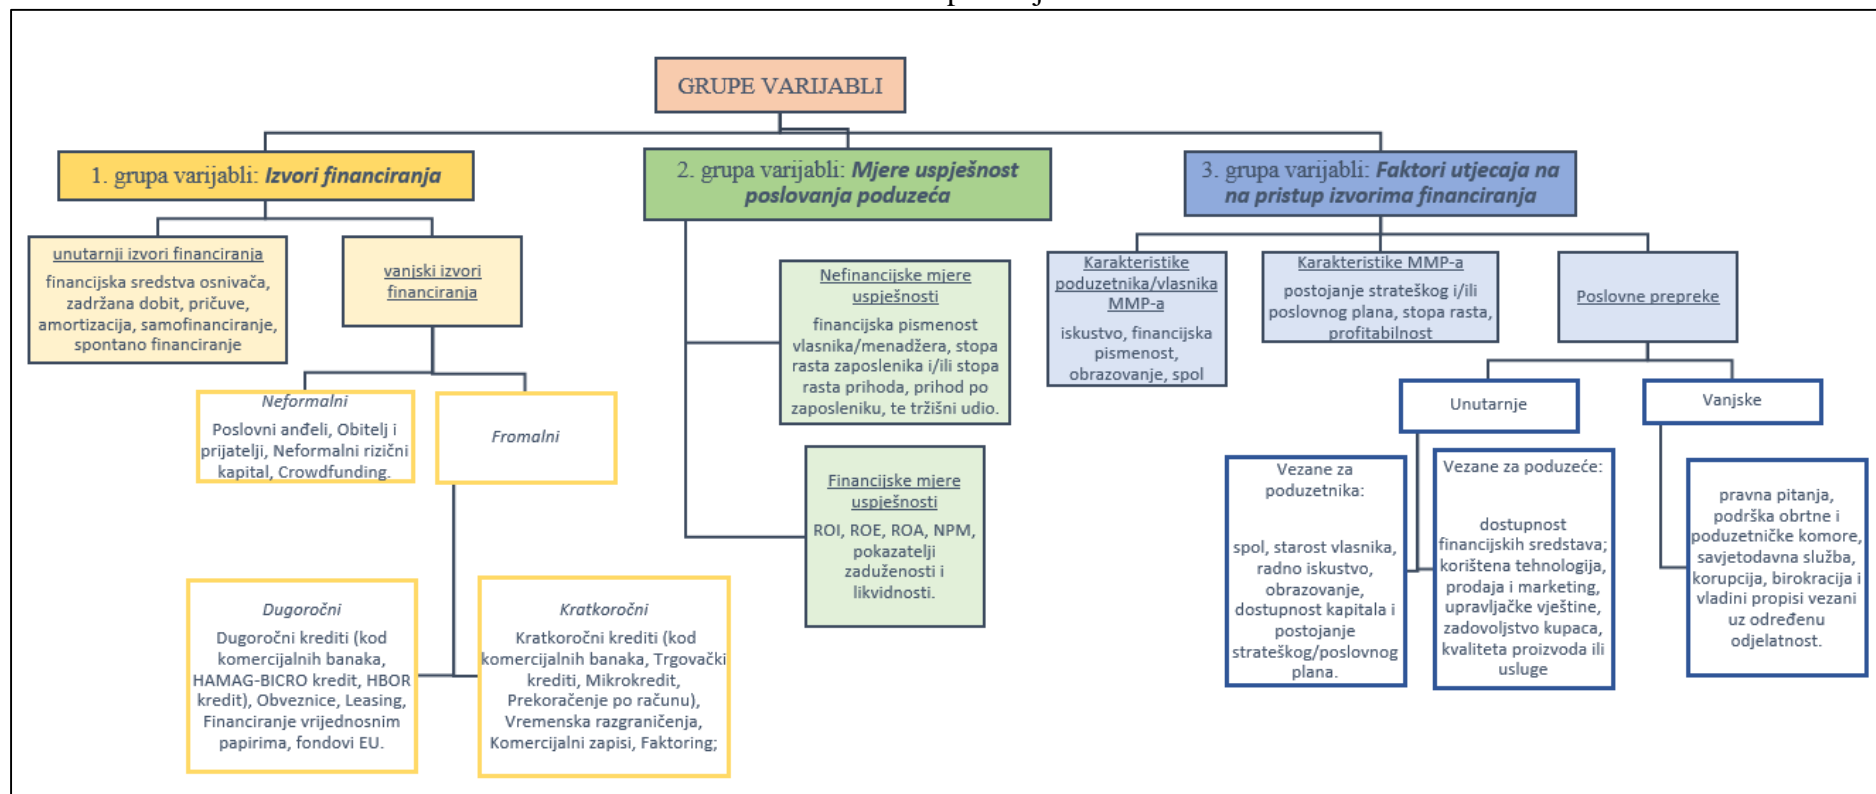 GRUPE VARIJABLI
1. grupa varijabli: Izvori financiranja
2. grupa varijabli: Mjere uspješnost
poslovanja poduzeća
3. grupa varijabli: Faktori utjecaja na
na pristup izvorima financiranja
unutarnji izvori financiranja
financijska sredstva osnivača,
zadržana dobit, pričuve,
amortizacija, samofinanciranje,
spontano financiranje
vanjski izvori
financiranja
Neformalni
Poslovni anđeli, Obitelj i
prijatelji, Neformalni rizični
kapital, Crowdfunding.
Fromalni
Dugoročni
Dugoročni krediti (kod
komercijalnih banaka,
HAMAG-BICRO kredit, HBOR
kredit), Obveznice, Leasing,
Financiranje vrijednosnim
papirima, fondovi EU.
Kratkoročni
Kratkoročni krediti (kod
komercijalnih banaka, Trgovački
krediti, Mikrokredit,
Prekoračenje po računu),
Vremenska razgraničenja,
Komercijalni zapisi, Faktoring;
Nefinancijske mjere
uspješnosti
financijska pismenost
vlasnika/menadžera, stopa
rasta zaposlenika i/ili stopa
rasta prihoda, prihod po
zaposleniku, te tržišni udio.
Financijske mjere
uspješnosti
ROI, ROE, ROA, NPM,
pokazatelji
zaduženosti i
likvidnosti.
Karakteristike
poduzetnika/vlasnika
MMP-a
iskustvo, financijska
pismenost,
obrazovanje, spol
Karakteristike MMP-a
postojanje strateškog i/ili
poslovnog plana, stopa rasta,
profitabilnost
Poslovne prepreke
Unutarnje
Vanjske
Vezane za
poduzetnika:
spol, starost vlasnika,
radno iskustvo,
obrazovanje,
dostupnost kapitala i
postojanje
strateškog/poslovnog
plana.
Vezane za poduzeće:
dostupnost
financijskih sredstava;
korištena tehnologija,
prodaja i marketing,
upravljačke vještine,
zadovoljstvo kupaca,
kvaliteta proizvoda ili
usluge
pravna pitanja,
podrška obrtne i
poduzetničke komore,
savjetodavna služba,
korupcija, birokracija i
vladini propisi vezani
uz određenu
odjelatnost.